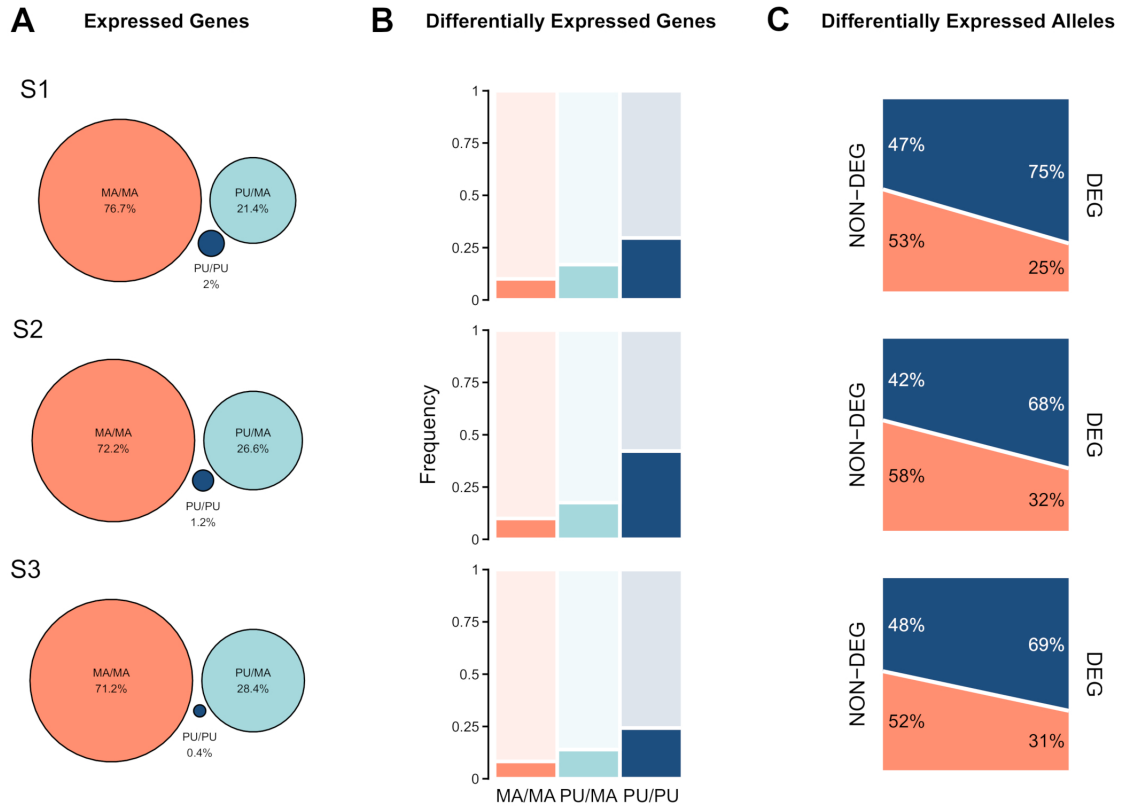 A Expressed Genes
B Differentially Expressed Genes
C Differentially Expressed Alleles
S1
MA/MA
76.7%
PU/MA
21.4%
PU/PU
2%
1
0.75
0.5
0.25
0
NON−DEG
47%
75%
53%
25%
DEG
S2
MA/MA
72.2%
PU/MA
26.6%
PU/PU
1.2%
Frequency
1
0.75
0.5
0.25
0
NON−DEG
42%
68%
58%
32%
DEG
S3
MA/MA
71.2%
PU/MA
28.4%
PU/PU
0.4%
1
0.75
0.5
0.25
0
MA/MA PU/MA PU/PU
NON−DEG
48%
69%
52%
31%
DEG